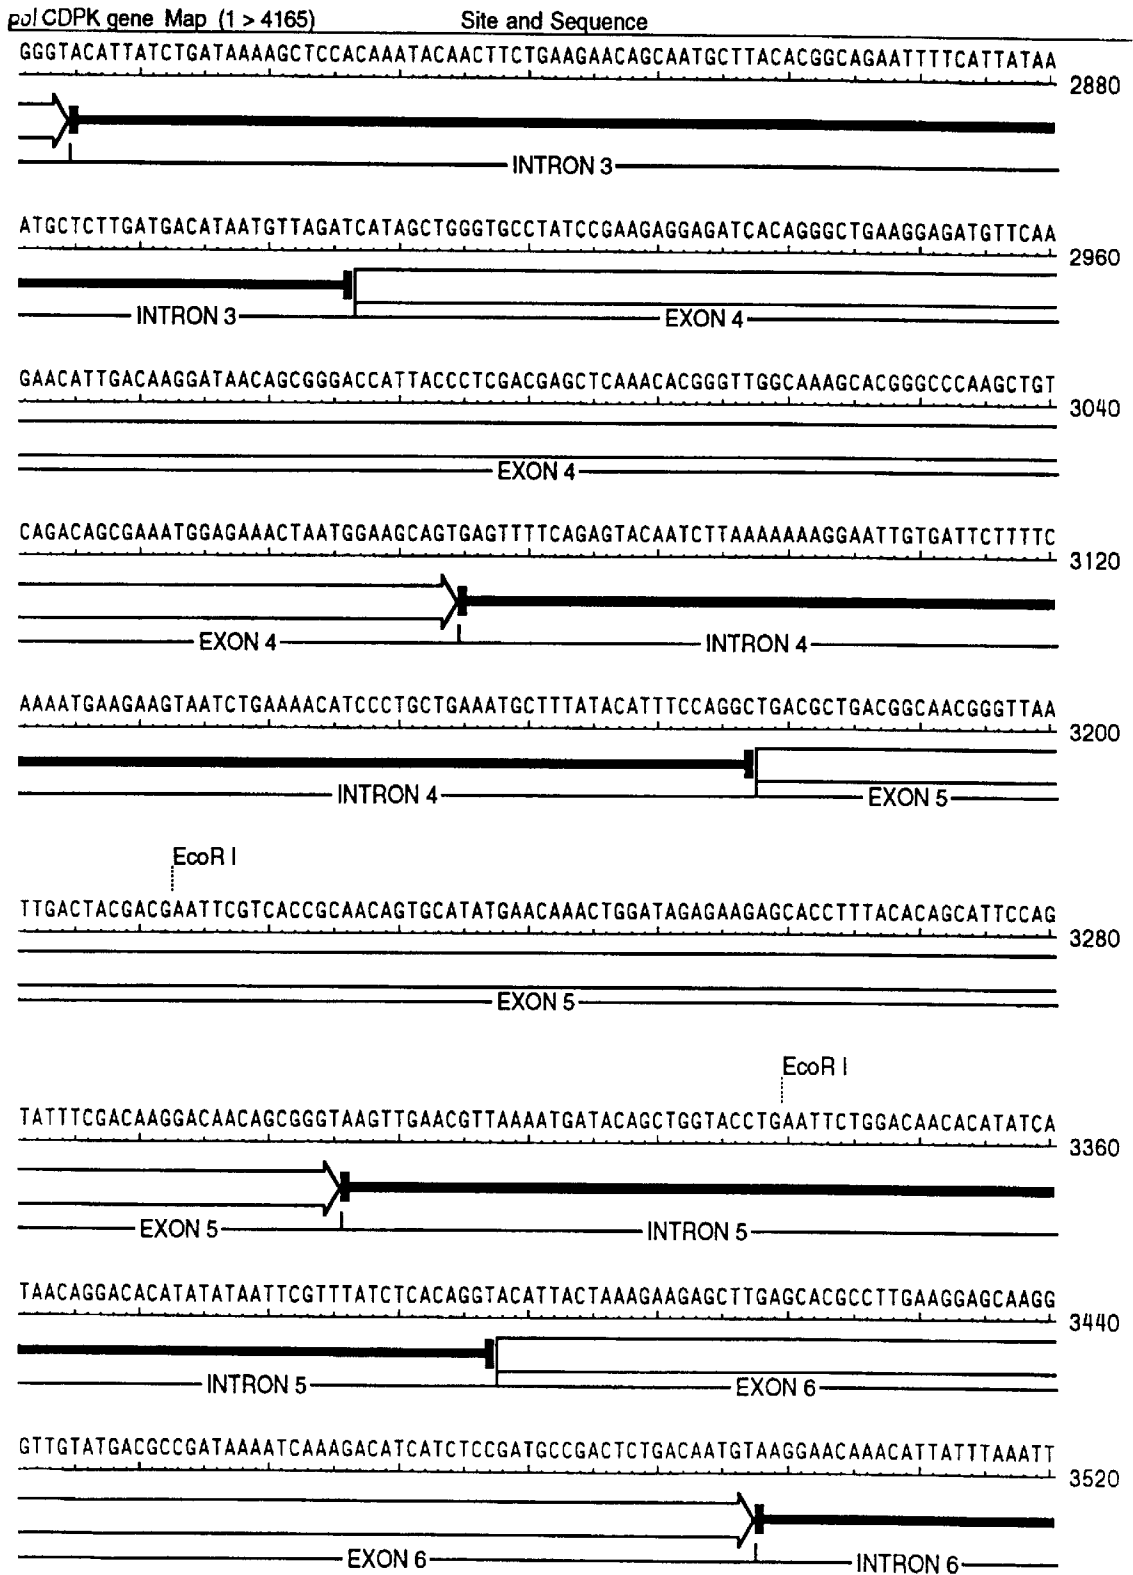 pol CDPK gene Map (1 > 4165) Site and Sequence
GGGTACATTATCTGATAAAAGCTCCACAAATACAACTTCTGAAGAACAGCAATGCTTACACGGCAGAATTTTCATTATAA
2880
INTRON 3
ATGCTCTTGATGACATAATGTTAGATCATAGCTGGGTGCCTATCCGAAGAGGAGATCACAGGGCTGAAGGAGATGTTCAA
2960
INTRON 3 EXON 4
GAACATTGACAAGGATAACAGCGGGACCATTACCCTCGACGAGCTCAAACACGGGTTGGCAAAGCACGGGCCCAAGCTGT
3040
EXON 4
CAGACAGCGAAATGGAGAAACTAATGGAAGCAGTGAGTTTTCAGAGTACAATCTTAAAAAAAAGGAATTGTGATTCTTTTC
3120
EXON 4 INTRON 4
AAAATGAAGAAGTAATCTGAAAACATCCCTGCTGAAATGCTTTATACATTTCCAGGCTGACGCTGACGGCAACGGGTTAA
3200
INTRON 4 EXON 5
EcoR I
TTGACTACGACGAATTCGTCACCGCAACAGTGCATATGAACAAACTGGATAGAGAAGAGCACCTTTACACAGCATTCCAG
3280
EXON 5
EcoR I
TATTTCGACAAGGACAACAGCGGGTAAGTTGAACGTTAAAATGATACAGCTGGTACCTGAATTCTGGACAACACATATCA
3360
EXON 5 INTRON 5
TAACAGGACACATATATAATTCGTTTATCTCACAGGTACATTACTAAAGAAGAGCTTGAGCACGCCTTGAAGGAGCAAGG
3440
INTRON 5 EXON 6
GTTGTATGACGCCGATAAAATCAAAGACATCATCTCCGATGCCGACTCTGACAATGTAAGGAACAAACATTATTTAAATT
3520
EXON 6 INTRON 6